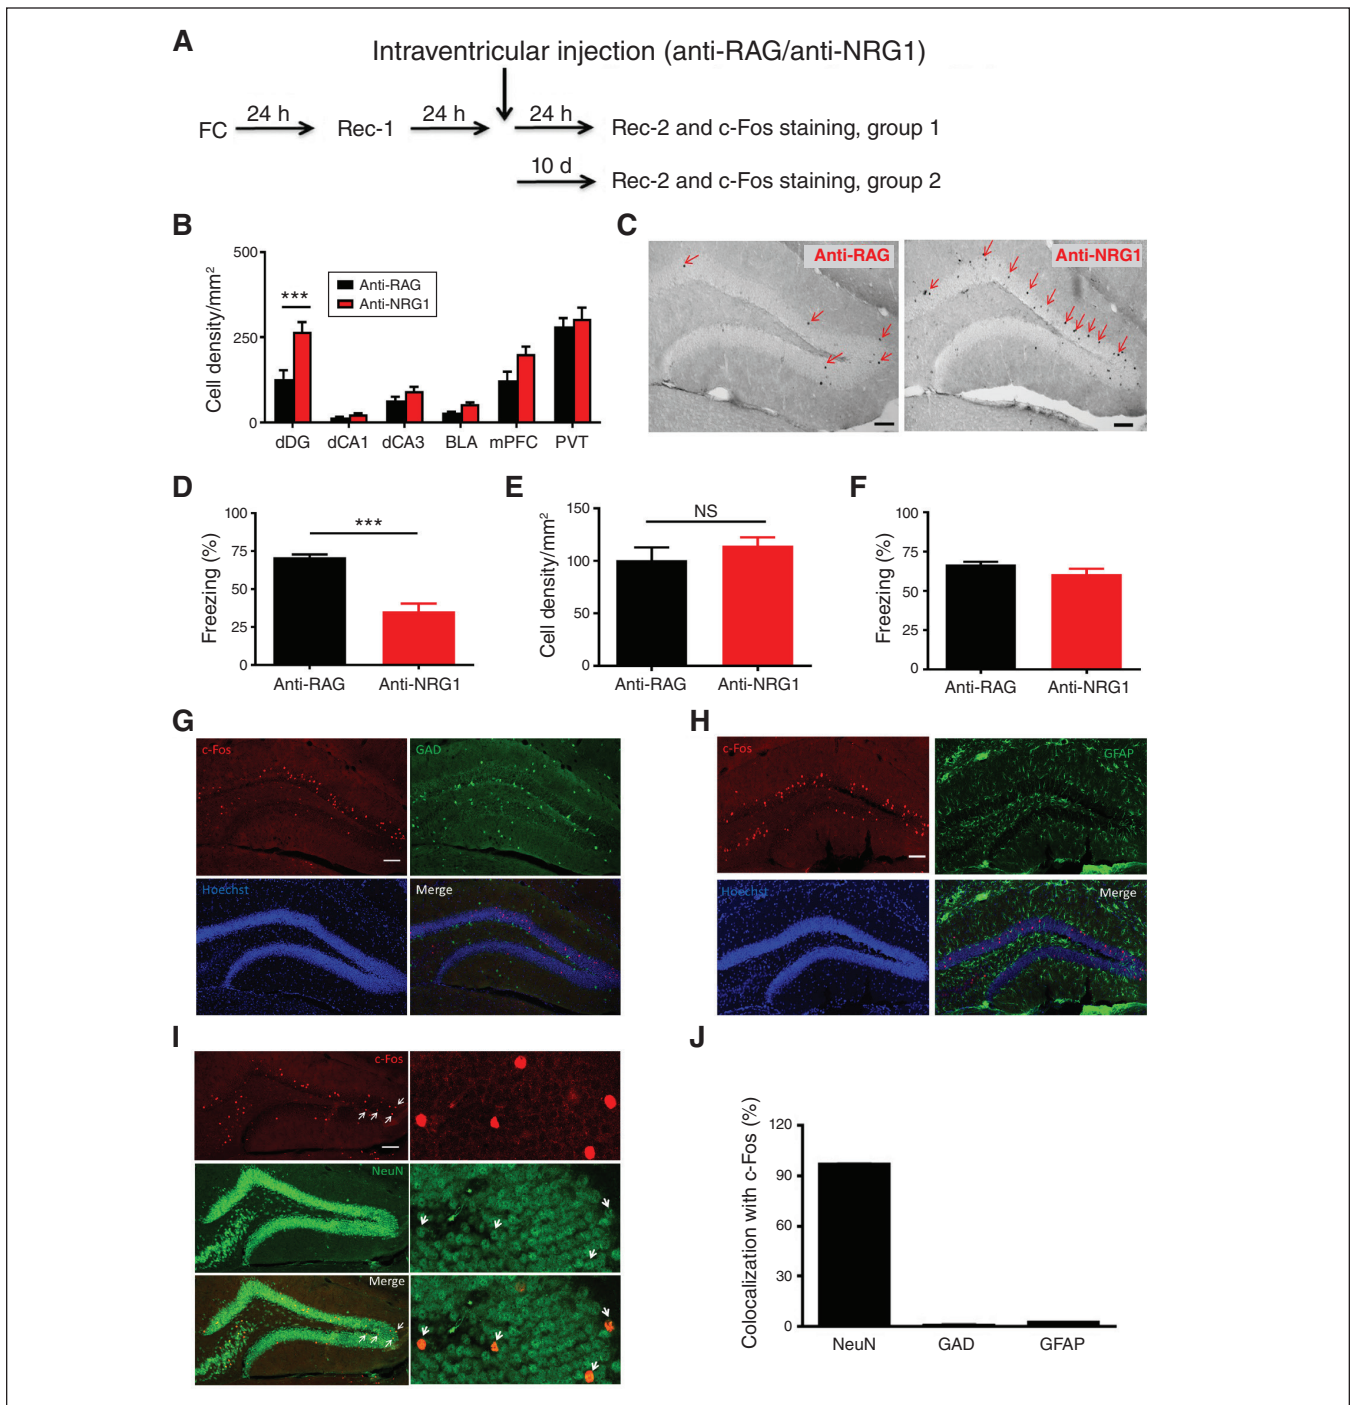 A
Intraventricular injection (anti-RAG/anti-NRG1)
FC 24 h Rec-1 24 h 24 h Rec-2 and c-Fos staining, group 1
10 d Rec-2 and c-Fos staining, group 2
B
Cell density/mm²
500
250
0
***
Anti-RAG
Anti-NRG1
dDG dCA1 dCA3 BLA mPFC PVT
C
Anti-RAG
Anti-NRG1
D
Freezing (%)
100
75
50
25
0
***
Anti-RAG Anti-NRG1
E
Cell density/mm²
150
100
50
0
NS
Anti-RAG Anti-NRG1
F
Freezing (%)
100
75
50
25
0
Anti-RAG Anti-NRG1
G
c-Fos
GAD
Hoechst
Merge
H
c-Fos
GFAP
Hoechst
Merge
I
c-Fos
NeuN
Merge
J
Colocalization with c-Fos (%)
120
90
60
30
0
NeuN GAD GFAP